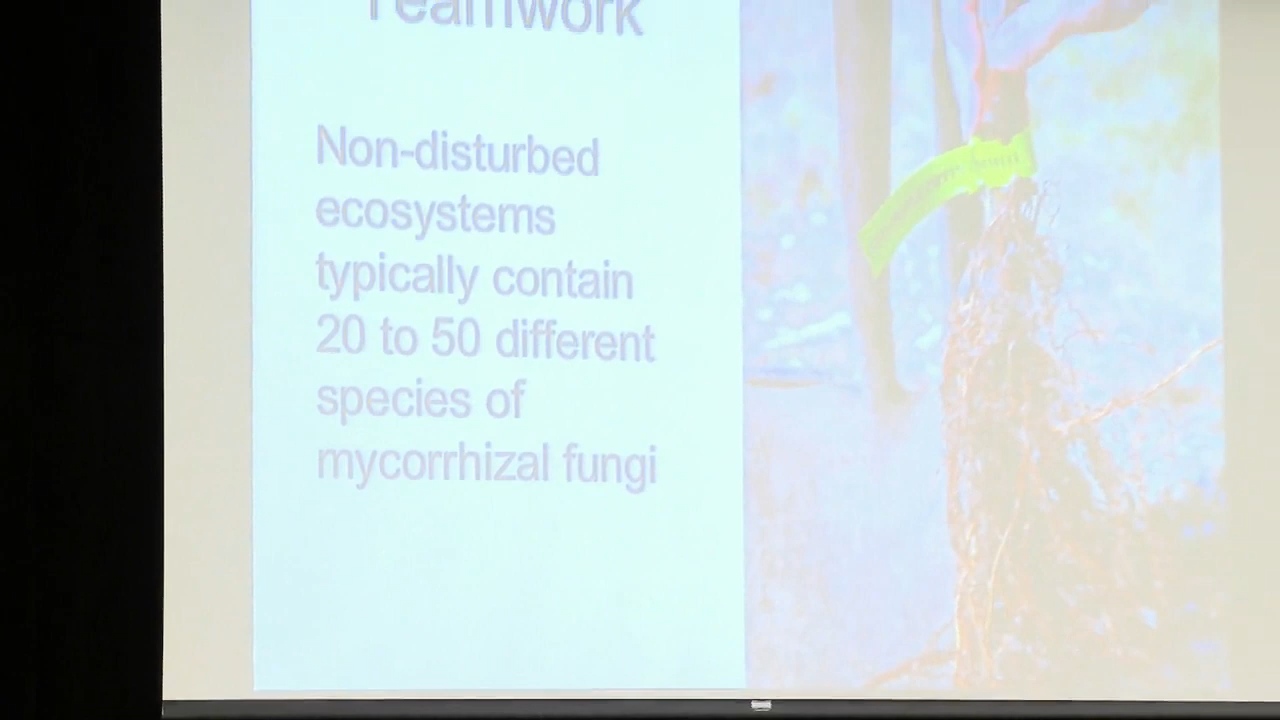 Teamwork
Non-disturbed
ecosystems
typically contain
20 to 50 different
species of
mycorrhizal fungi